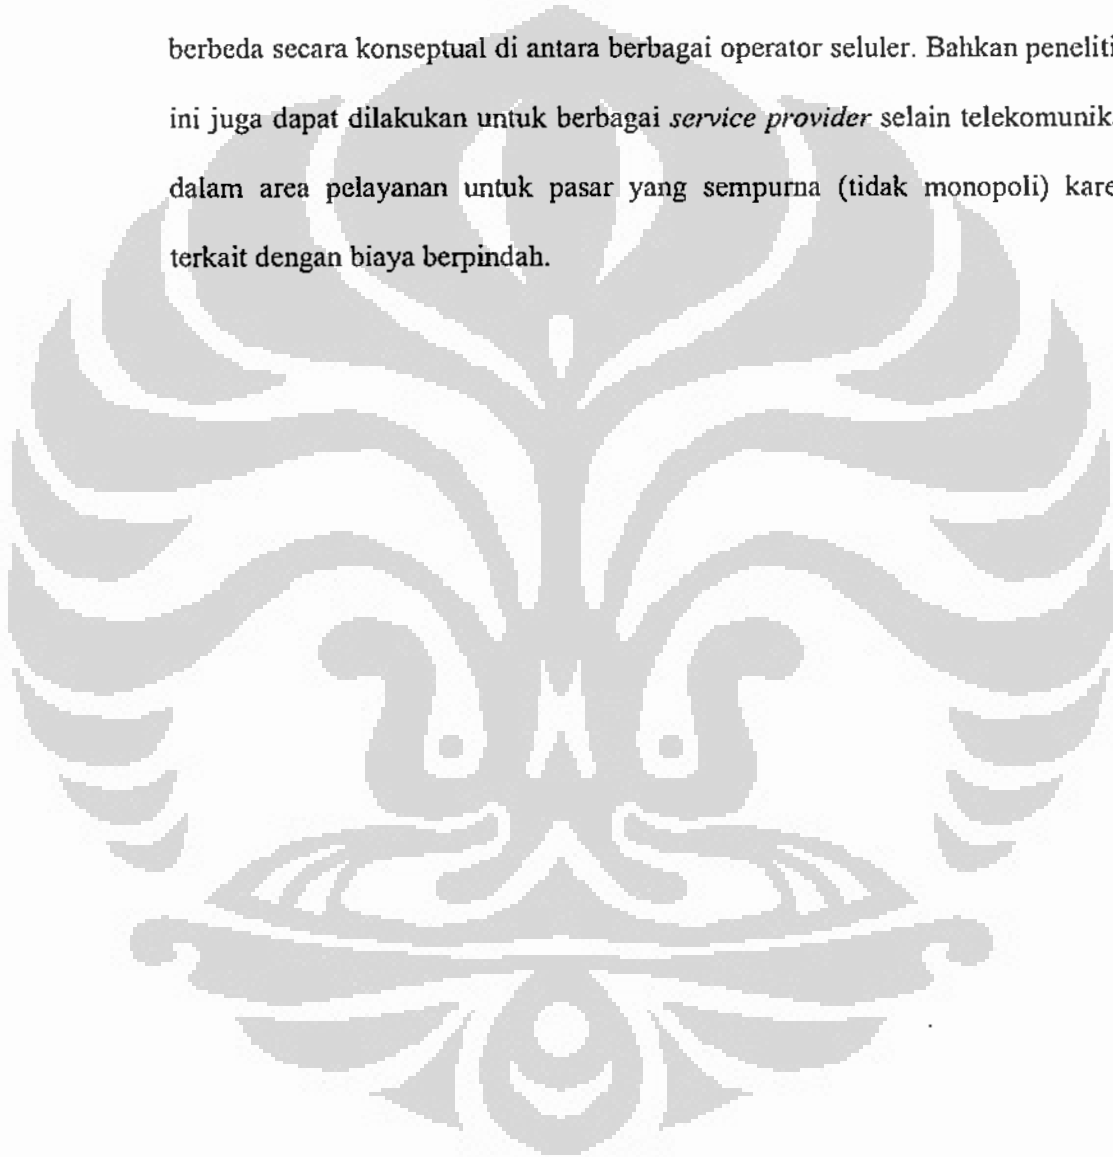 berbeda secara konseptual di antara berbagai operator seluler. Bahkan peneliti
ini juga dapat dilakukan untuk berbagai service provider selain telekomunik
dalam area pelayanan untuk pasar yang sempurna (tidak monopoli) kare
terkait dengan biaya berpindah.